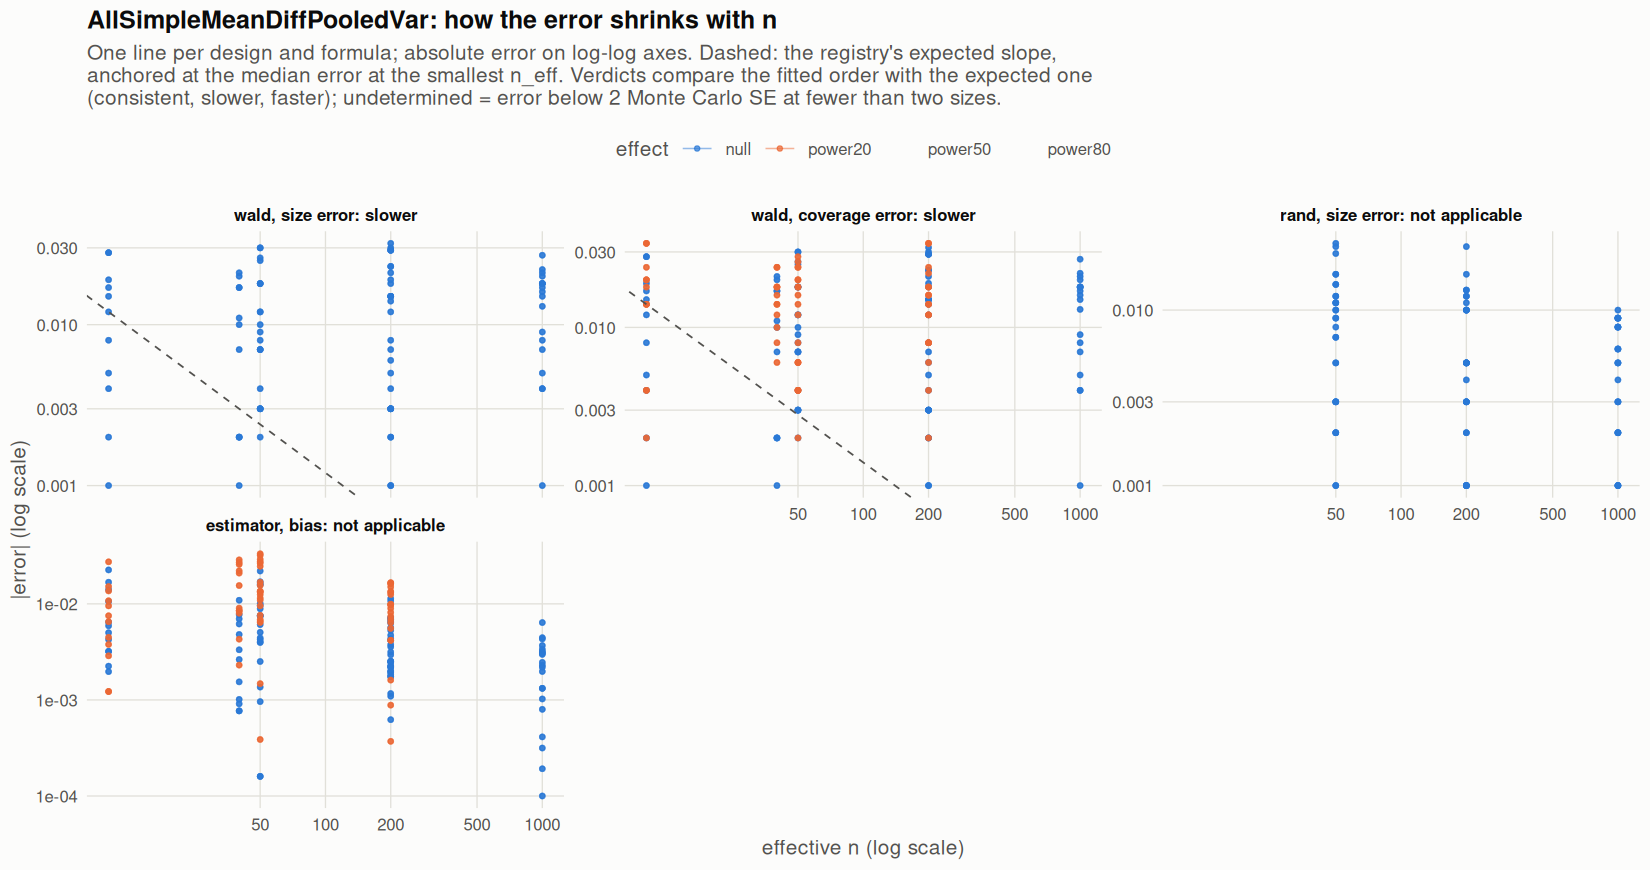 AllSimpleMeanDiffPooledVar: how the error shrinks with n
One line per design and formula; absolute error on log-log axes. Dashed: the registry's expected slope,
anchored at the median error at the smallest n_eff. Verdicts compare the fitted order with the expected one
(consistent, slower, faster); undetermined = error below 2 Monte Carlo SE at fewer than two sizes.
effect null power20 power50 power80
wald, size error: slower
0.030
0.010
0.003
0.001
wald, coverage error: slower
0.030
0.010
0.003
0.001
50 100 200 500 1000
rand, size error: not applicable
0.010
0.003
0.001
50 100 200 500 1000
estimator, bias: not applicable
1e-02
1e-03
1e-04
50 100 200 500 1000
|error| (log scale)
effective n (log scale)